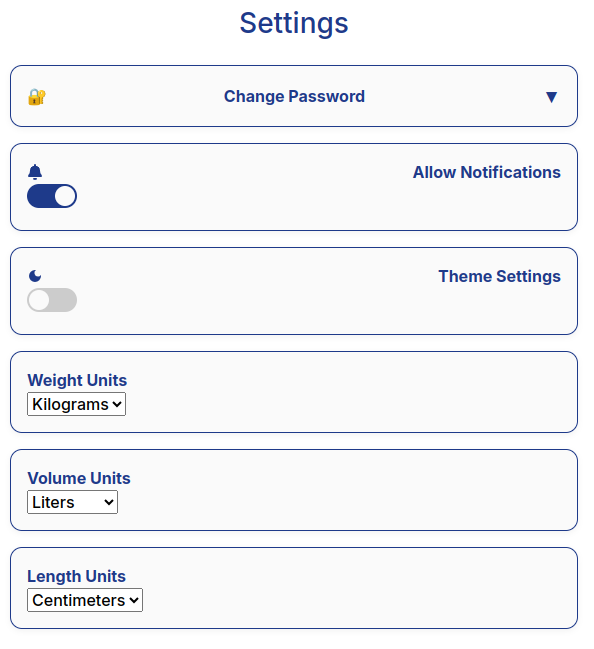 Settings
Change Password ▼
Allow Notifications
Theme Settings
Weight Units
Kilograms
Volume Units
Liters
Length Units
Centimeters